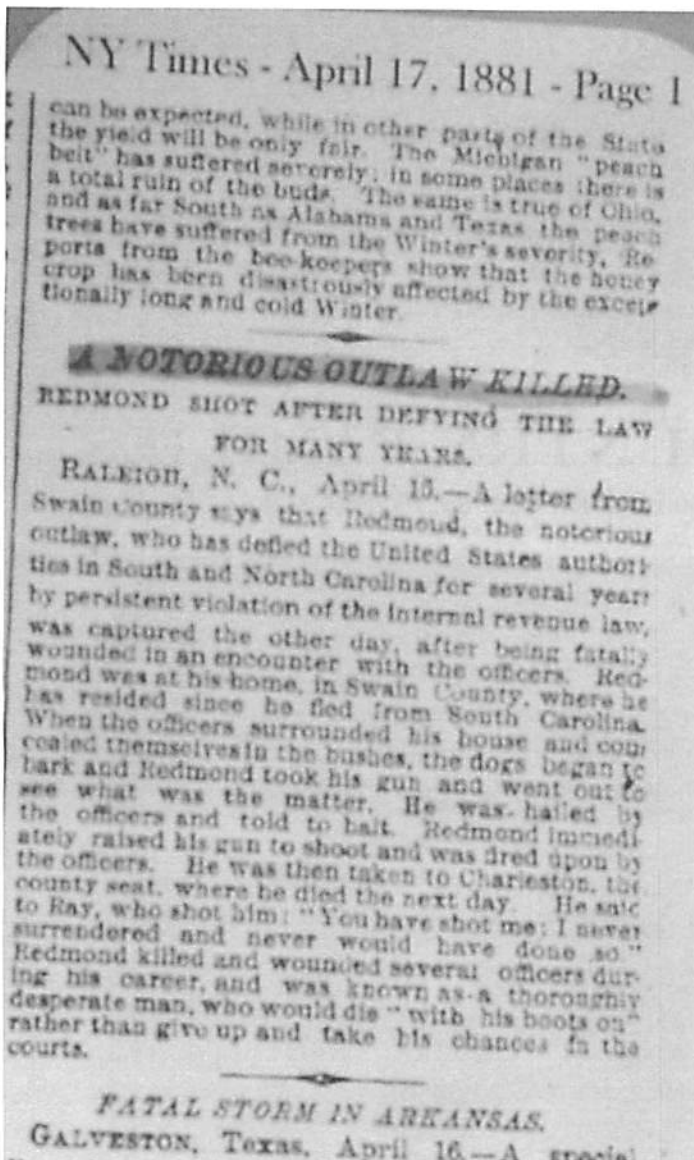 NY Times - April 17, 1881 - Page 1
can be expected, while in other parts of the State
the yield will be only fair. The Michigan "peach
belt" has suffered severely; in some places there is
a total ruin of the buds. The same is true of Ohio,
and as far South as Alabama and Texas the peach
trees have suffered from the Winter's severity. Re-
ports from the bee-keepers show that the honey
crop has been disastrously affected by the excep-
tionally long and cold Winter.
A NOTORIOUS OUTLAW KILLED.
REDMOND SHOT AFTER DEFYING THE LAW
FOR MANY YEARS.
RALEIGH, N. C., April 16.—A letter from
Swain County says that Redmond, the notorious
outlaw, who has defied the United States authori-
ties in South and North Carolina for several years
by persistent violation of the internal revenue law,
was captured the other day, after being fatally
wounded in an encounter with the officers. Red-
mond was at his home, in Swain County, where he
has resided since he fled from South Carolina.
When the officers surrounded his house and con-
cealed themselves in the bushes, the dogs began to
bark and Redmond took his gun and went out to
see what was the matter. He was hailed by
the officers and told to halt. Redmond immedi-
ately raised his gun to shoot and was fired upon by
the officers. He was then taken to Charleston, the
county seat, where he died the next day. He said
to Ray, who shot him: "You have shot me; I never
surrendered and never would have done so."
Redmond killed and wounded several officers dur-
ing his career, and was known as a thoroughly
desperate man, who would die "with his boots on"
rather than give up and take his chances in the
courts.
FATAL STORM IN ARKANSAS.
GALVESTON, Texas, April 16.—A special